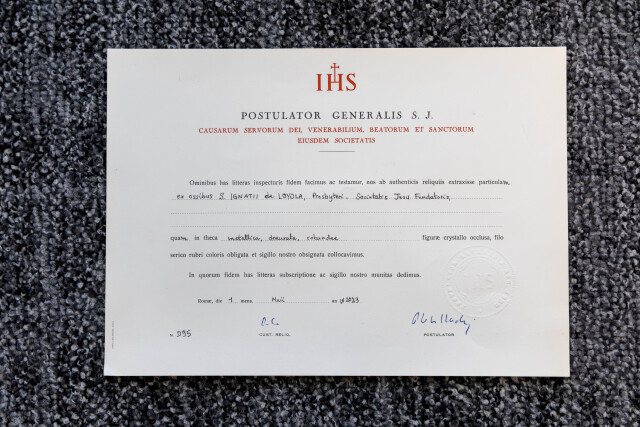 IHS
POSTULATOR GENERALIS S. J.
CAUSARUM SERVORUM DEI, VENERABILIUM, BEATORUM ET SANCTORUM
EIUSDEM SOCIETATIS
Omnibus has litteras inspecturis fidem facimus ac testamur, nos ab authenticis reliquiis extraxisse particulam
ex ossibus S. IGNATII de LOYOLA, Presbyteri, Societatis Jesu Fundatoris,
quam in theca metallica, deaurata, rotundae figurae crystallo occlusa, filo
serico rubri coloris obligata et sigillo nostro obsignata collocavimus.
In quorum fidem has litteras subscriptione ac sigillo nostro munitas dedimus.
Romae, die 1. mens. Maii an.
N. D95 CUST. RELIQ. POSTULATOR
IHS